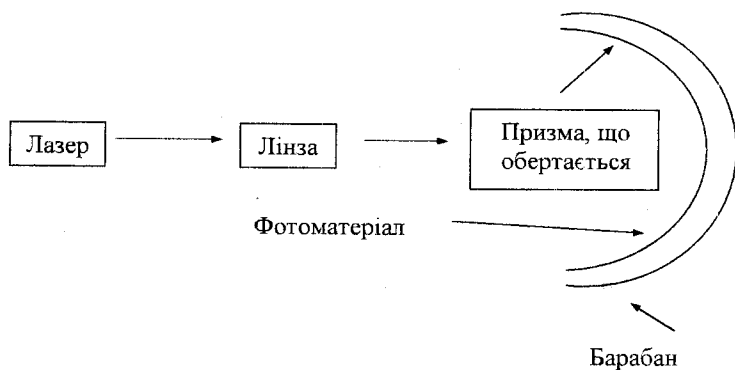 Лазер
Лінза
Призма, що
обертається
Фотоматеріал
Барабан